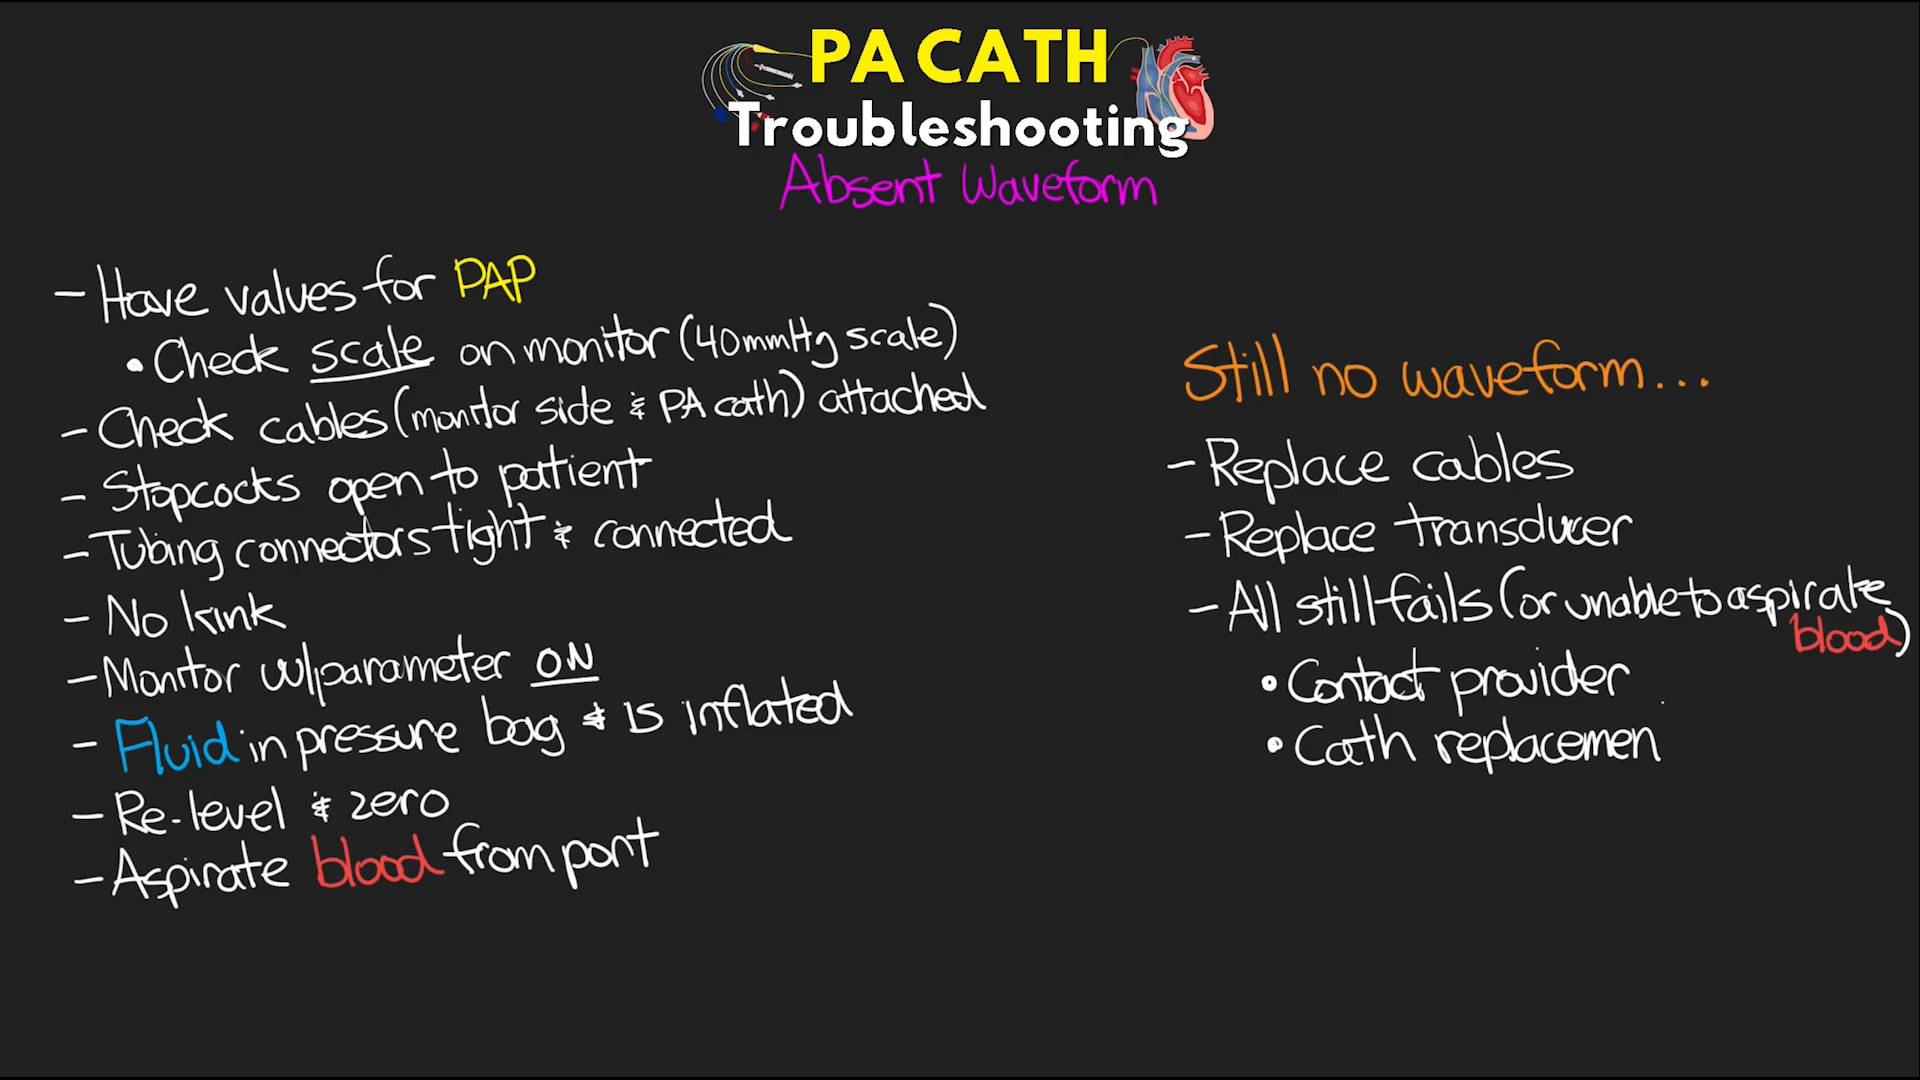 PA CATH
Troubleshooting
Absent Waveform
- Have values for PAP
• Check scale on monitor (40mmHg scale)
- Check cables (monitor side & PA cath) attached
- Stopcocks open to patient
- Tubing connectors tight & connected
- No kink
- Monitor w/parameter ON
- Fluid in pressure bag & is inflated
- Re-level & zero
- Aspirate blood from port
Still no waveform...
- Replace cables
- Replace transducer
- All still fails (or unable to aspirate
blood)
• Contact provider
• Cath replacemen